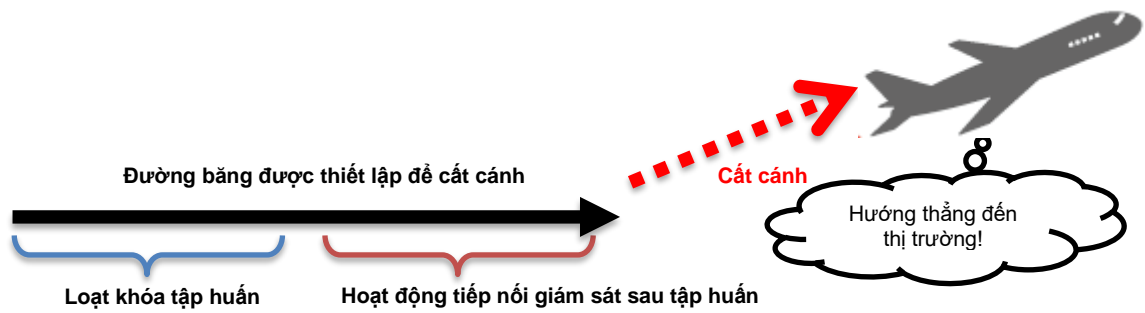 Đường băng được thiết lập để cất cánh
Cất cánh
Hướng thẳng đến
thị trường!
Loạt khóa tập huấn
Hoạt động tiếp nối giám sát sau tập huấn